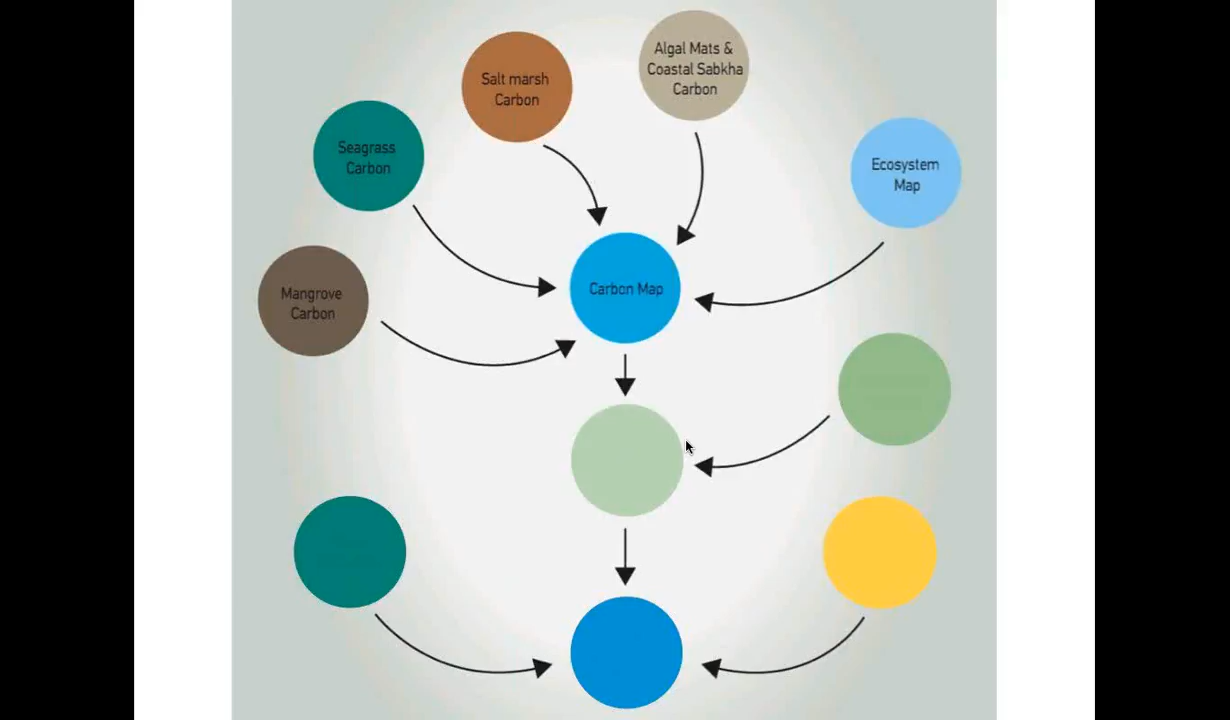 Algal Mats &
Coastal Sabkha
Carbon
Salt marsh
Carbon
Seagrass
Carbon
Ecosystem
Map
Mangrove
Carbon
Carbon Map